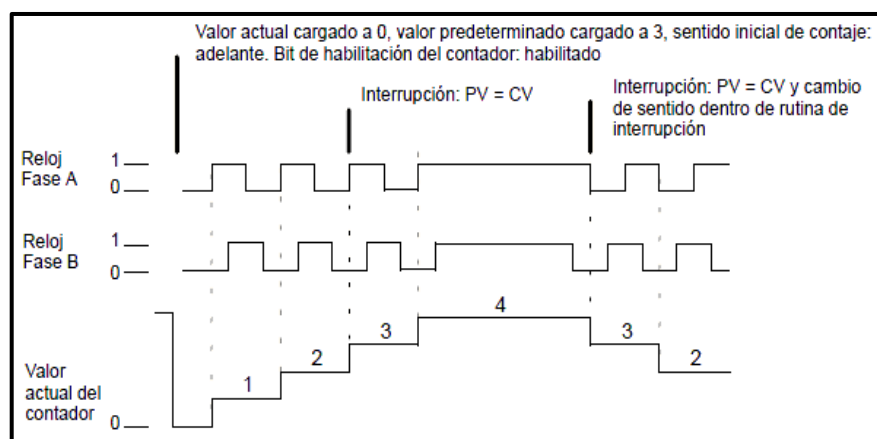 Valor actual cargado a 0, valor predeterminado cargado a 3, sentido inicial de contaje:
adelante. Bit de habilitación del contador: habilitado
Interrupción: PV = CV
Interrupción: PV = CV y cambio
de sentido dentro de rutina de
interrupción
Reloj
Fase A
1
0
Reloj
Fase B
1
0
Valor
actual del
contador
0
1
2
3
4
3
2